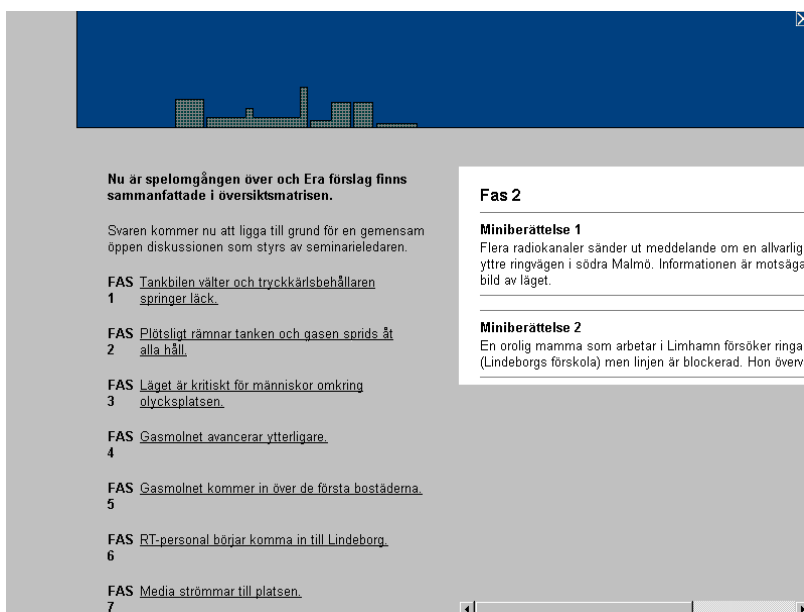 Nu är spelomgången över och Era förslag finns
sammanfattade i översiktsmatrisen.
Svaren kommer nu att ligga till grund för en gemensam
öppen diskussionen som styrs av seminarieledaren.
FAS 1 Tankbilen välter och tryckkärlsbehållaren
springer läck.
FAS 2 Plötsligt rämnar tanken och gasen sprids åt
alla håll.
FAS 3 Läget är kritiskt för människor omkring
olycksplatsen.
FAS 4 Gasmolnet avancerar ytterligare.
FAS 5 Gasmolnet kommer in över de första bostäderna.
FAS 6 RT-personal börjar komma in till Lindeborg.
FAS 7 Media strömmar till platsen.
Fas 2
Miniberättelse 1
Flera radiokanaler sänder ut meddelande om en allvarlig
yttre ringvägen i södra Malmö. Informationen är
bild av läget.
Miniberättelse 2
En orolig mamma som arbetar i Limhamn försöker ringa
(Lindeborgs förskola) men linjen är blockerad. Hon